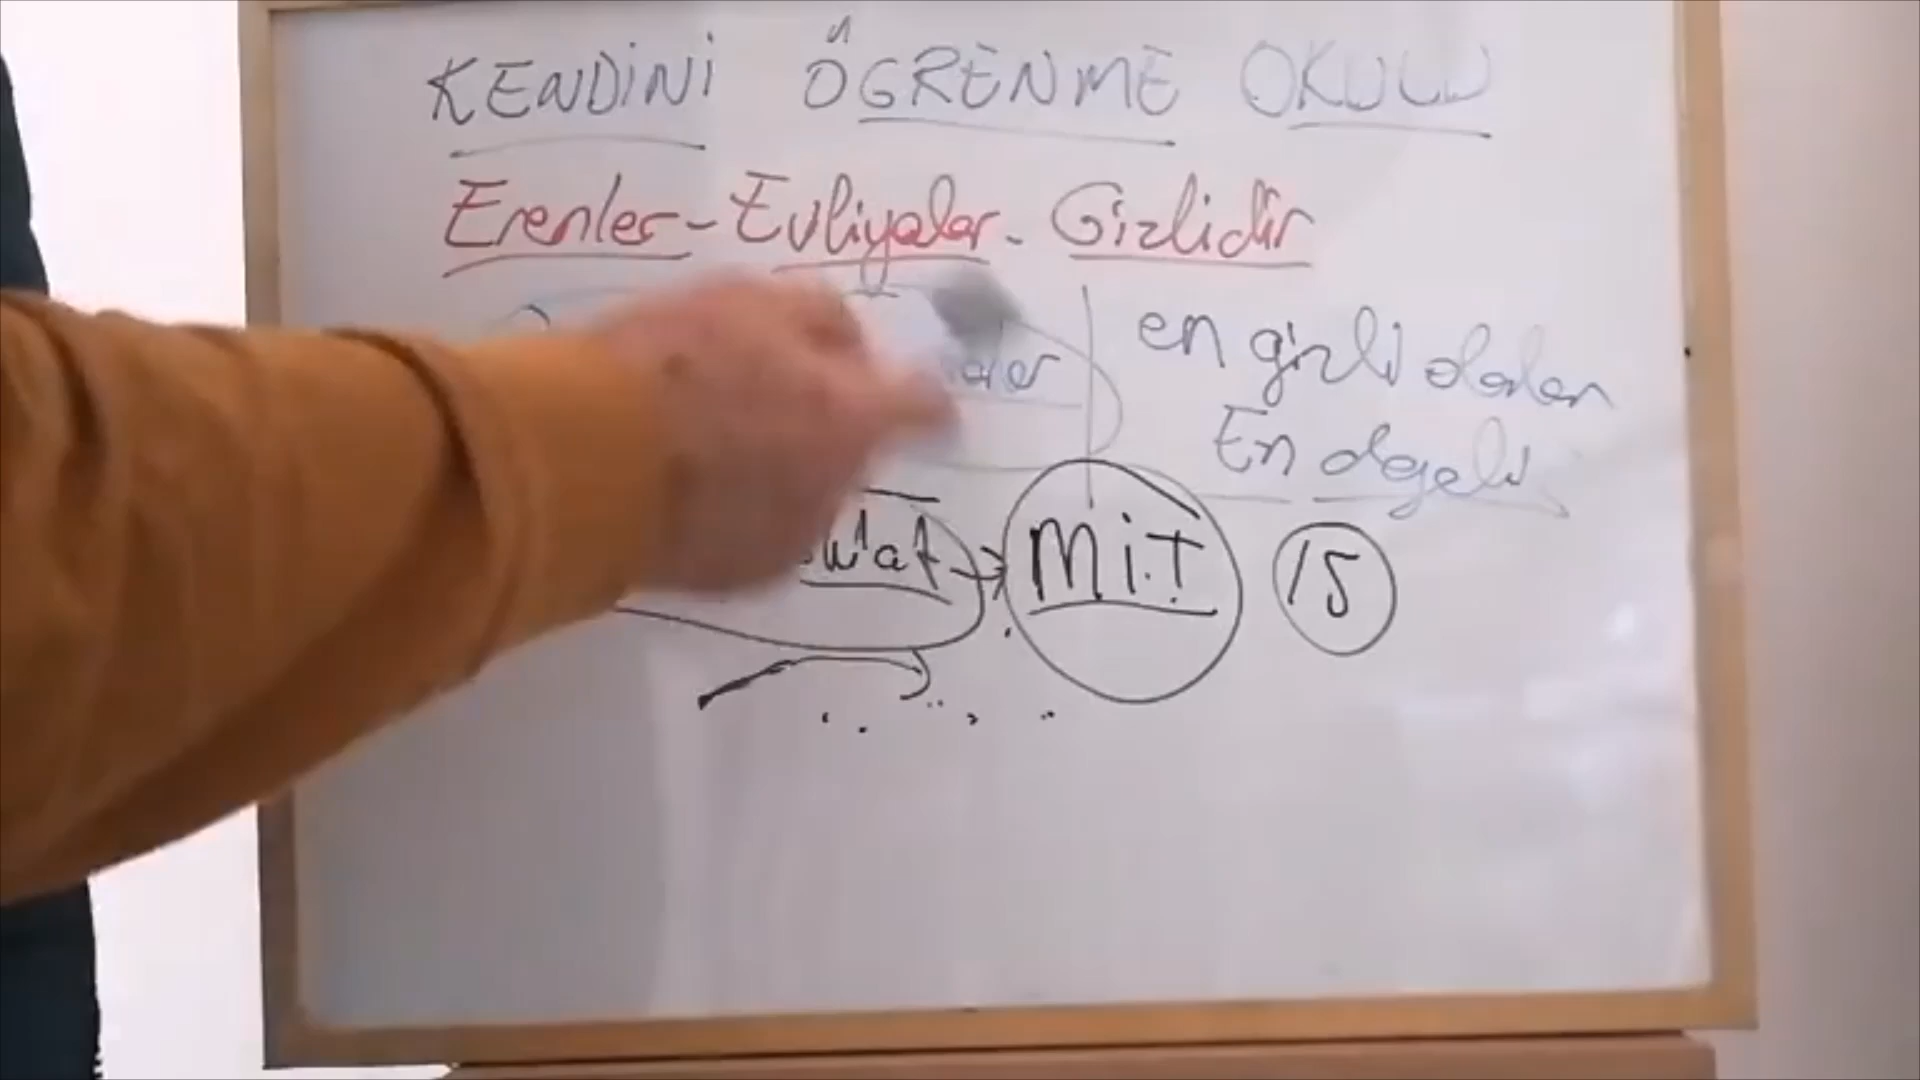 KENDİNİ ÖĞRENME OKULU
Erenler - Evliyalar - Gizlidir
en gizli olanlar
En değerli
MİT 15